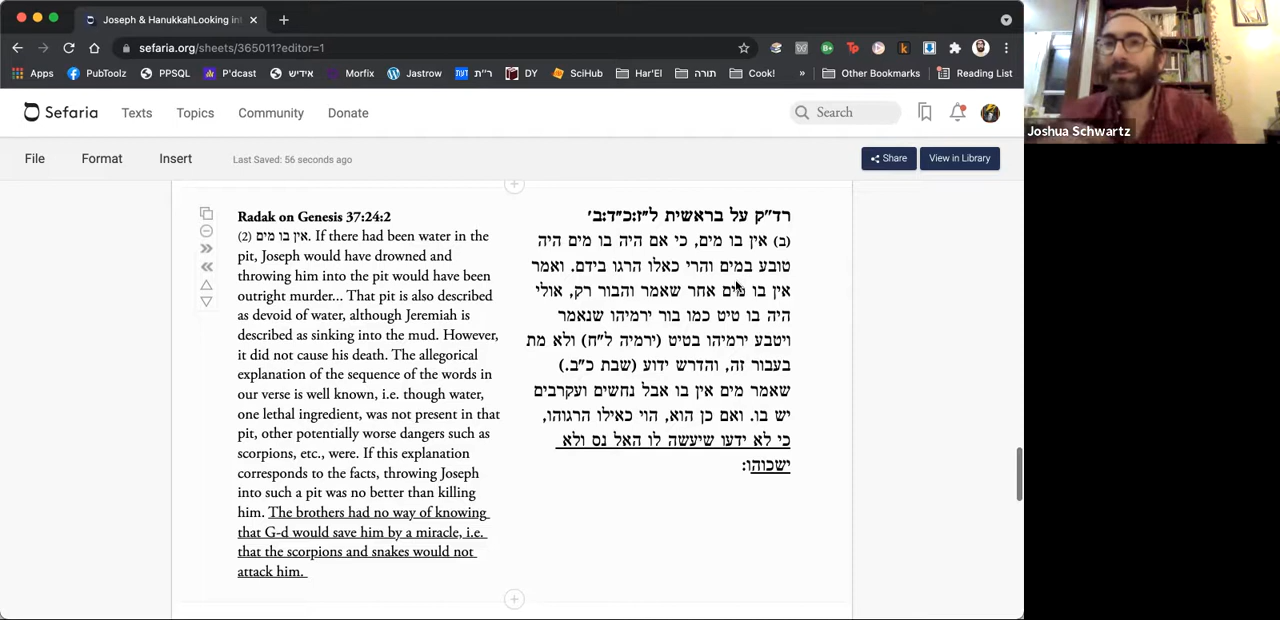 Joseph & HanukkahLooking int
sefaria.org/sheets/365011?editor=1
Apps PubToolz PPSQL P'dcast אידיש Morfix Jastrow ר״ת DY SciHub Har'El תורה Cook! » Other Bookmarks Reading List
Sefaria Texts Topics Community Donate Search
File Format Insert Last Saved: 56 seconds ago Share View in Library
Joshua Schwartz
Radak on Genesis 37:24:2
(2) אין בו מים. If there had been water in the
pit, Joseph would have drowned and
throwing him into the pit would have been
outright murder... That pit is also described
as devoid of water, although Jeremiah is
described as sinking into the mud. However,
it did not cause his death. The allegorical
explanation of the sequence of the words in
our verse is well known, i.e. though water,
one lethal ingredient, was not present in that
pit, other potentially worse dangers such as
scorpions, etc., were. If this explanation
corresponds to the facts, throwing Joseph
into such a pit was no better than killing
him. The brothers had no way of knowing
that G-d would save him by a miracle, i.e.
that the scorpions and snakes would not
attack him.
רד״ק על בראשית ל״ז:כ״ד:ב׳
(ב) אין בו מים, כי אם היה בו מים היה
טובע במים והרי כאלו הרגו בידם. ואמר
אין בו מים אחר שאמר והבור רק, אולי
היה בו טיט כמו בור ירמיהו שנאמר
ויטבע ירמיהו בטיט (ירמיה ל״ח) ולא מת
בעבור זה, והדרש ידוע (שבת כ״ב.)
שאמר מים אין בו אבל נחשים ועקרבים
יש בו. ואם כן הוא, הוי כאילו הרגוהו,
כי לא ידעו שיעשה לו האל נס ולא
ישכוהו: